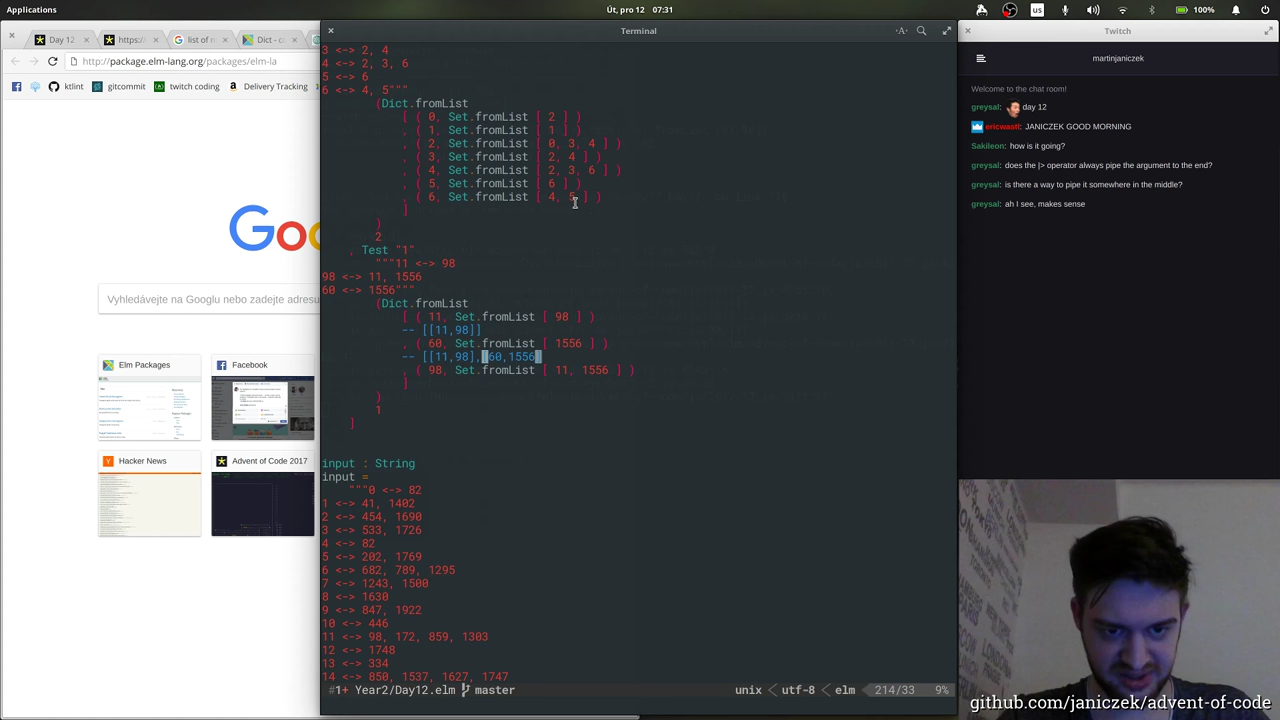 Applications
Út, pro 12 07:31
us
100%
Day 12
https:/
list of r
Dict - co
http://package.elm-lang.org/packages/elm-la
ktlint
gitcommit
twitch coding
Delivery Tracking
Vyhledávejte na Googlu nebo zadejte adresu
Elm Packages
Facebook
Hacker News
Advent of Code 2017
Terminal
3 <-> 2, 4
4 <-> 2, 3, 6
5 <-> 6
6 <-> 4, 5"""
(Dict.fromList
[ ( 0, Set.fromList [ 2 ] )
, ( 1, Set.fromList [ 1 ] )
, ( 2, Set.fromList [ 0, 3, 4 ] )
, ( 3, Set.fromList [ 2, 4 ] )
, ( 4, Set.fromList [ 2, 3, 6 ] )
, ( 5, Set.fromList [ 6 ] )
, ( 6, Set.fromList [ 4, 5 ] )
]
)
2
, Test "1"
"""11 <-> 98
98 <-> 11, 1556
60 <-> 1556"""
(Dict.fromList
[ ( 11, Set.fromList [ 98 ] )
-- [[11,98]]
, ( 60, Set.fromList [ 1556 ] )
-- [[11,98],[60,1556]
, ( 98, Set.fromList [ 11, 1556 ] )
]
)
1
]
input : String
input =
"""0 <-> 82
1 <-> 41, 1402
2 <-> 454, 1690
3 <-> 533, 1726
4 <-> 82
5 <-> 202, 1769
6 <-> 682, 789, 1295
7 <-> 1243, 1500
8 <-> 1630
9 <-> 847, 1922
10 <-> 446
11 <-> 98, 172, 859, 1303
12 <-> 1748
13 <-> 334
14 <-> 850, 1537, 1627, 1747
#1+ Year2/Day12.elm master
unix < utf-8 < elm 214/33 9%
Twitch
martinjaniczek
Welcome to the chat room!
greysal: day 12
ericwastl: JANICZEK GOOD MORNING
Sakileon: how is it going?
greysal: does the |> operator always pipe the argument to the end?
greysal: is there a way to pipe it somewhere in the middle?
greysal: ah I see, makes sense
github.com/janiczek/advent-of-code